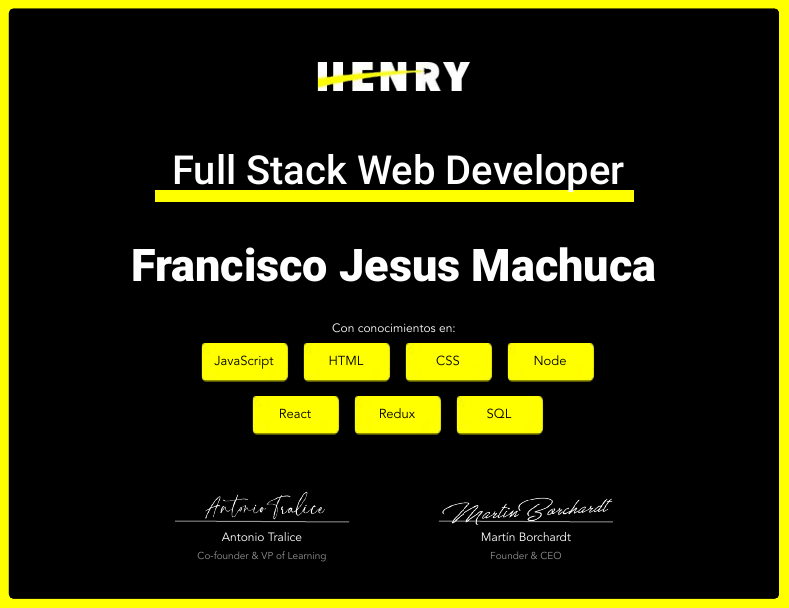 HENRY
Full Stack Web Developer
Francisco Jesus Machuca
Con conocimientos en:
JavaScript HTML CSS Node
React Redux SQL
Antonio Tralice Martin Borchardt
Antonio Tralice Martín Borchardt
Co-founder & VP of Learning Founder & CEO